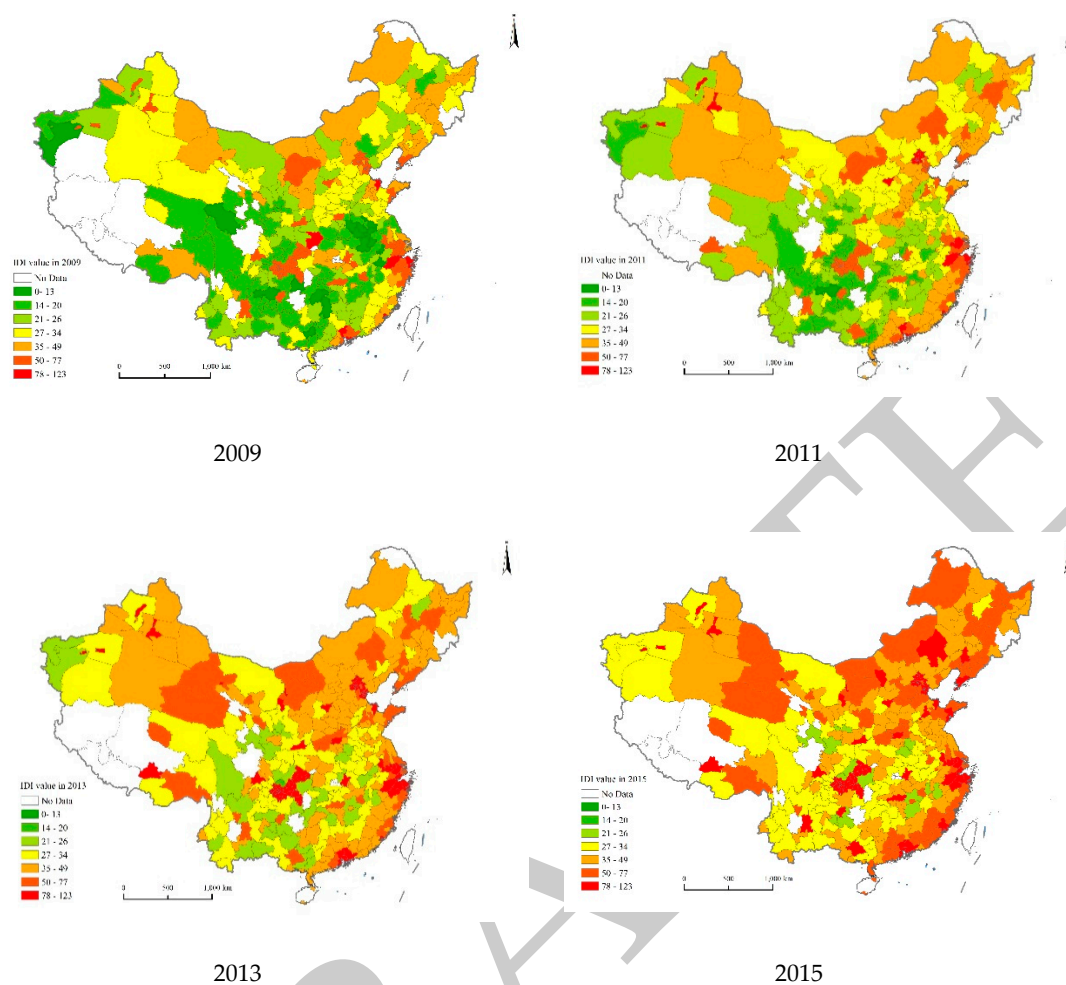 IDI value in 2009
No Data
0- 13
14 - 20
21 - 26
27 - 34
35 - 49
50 - 77
78 - 123
0 500 1,000 km
2009
IDI value in 2011
No Data
0- 13
14 - 20
21 - 26
27 - 34
35 - 49
50 - 77
78 - 123
0 500 1,000 km
2011
IDI value in 2013
No Data
0- 13
14 - 20
21 - 26
27 - 34
35 - 49
50 - 77
78 - 123
0 500 1,000 km
2013
IDI value in 2015
No Data
0- 13
14 - 20
21 - 26
27 - 34
35 - 49
50 - 77
78 - 123
0 500 1,000 km
2015